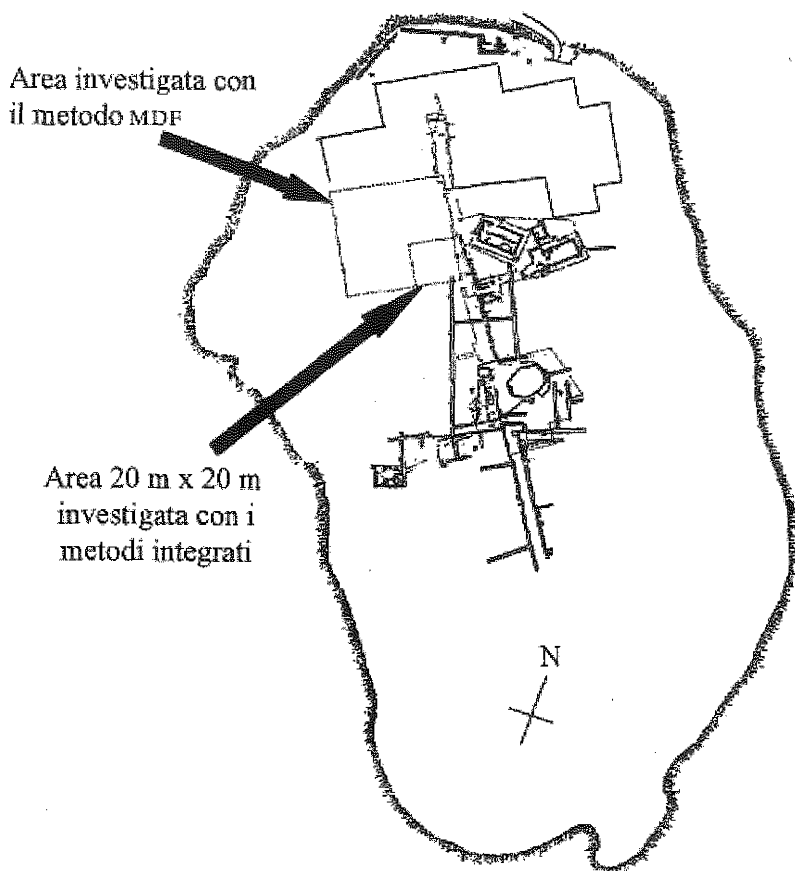 Area investigata con
il metodo MDF
Area 20 m x 20 m
investigata con i
metodi integrati
N